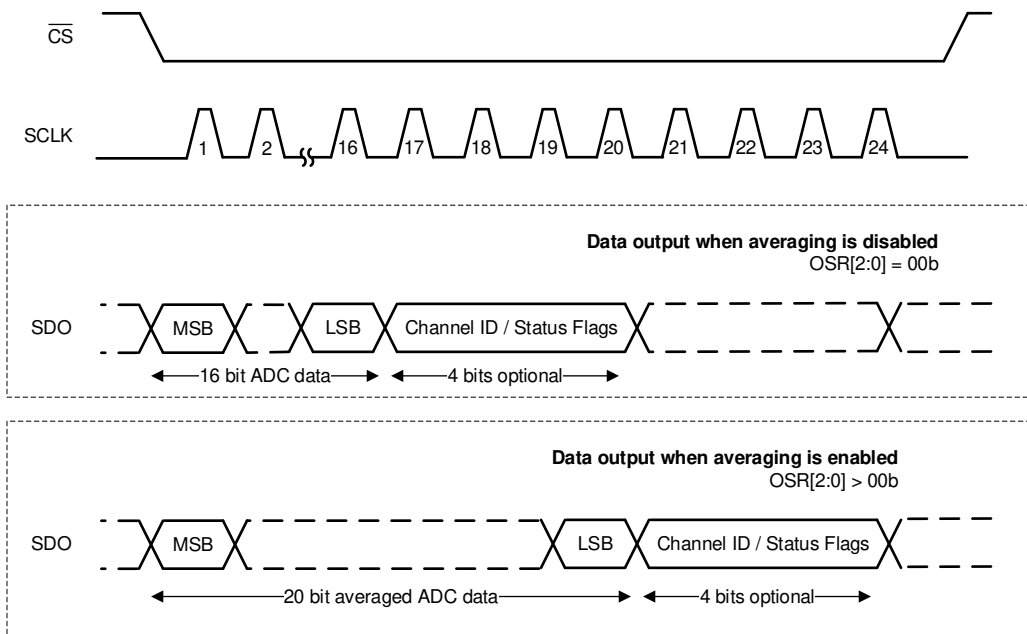 CS
SCLK
1 2 16 17 18 19 20 21 22 23 24
Data output when averaging is disabled
OSR[2:0] = 00b
SDO MSB LSB Channel ID / Status Flags
16 bit ADC data 4 bits optional
Data output when averaging is enabled
OSR[2:0] > 00b
SDO MSB LSB Channel ID / Status Flags
20 bit averaged ADC data 4 bits optional